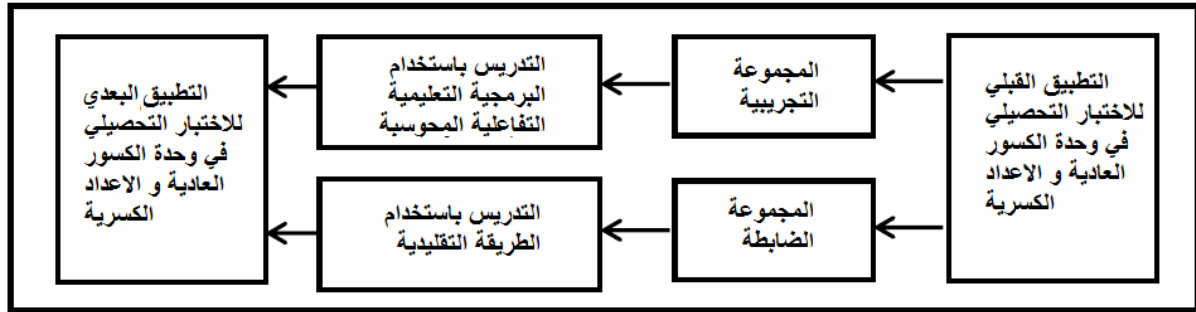 التطبيق القبلي
للاختبار التحصيلي
في وحدة الكسور
العادية و الاعداد
الكسرية
المجموعة
التجريبية
التدريس باستخدام
البرمجية التعليمية
التفاعلية المحوسبة
المجموعة
الضابطة
التدريس باستخدام
الطريقة التقليدية
التطبيق البعدي
للاختبار التحصيلي
في وحدة الكسور
العادية و الاعداد
الكسرية